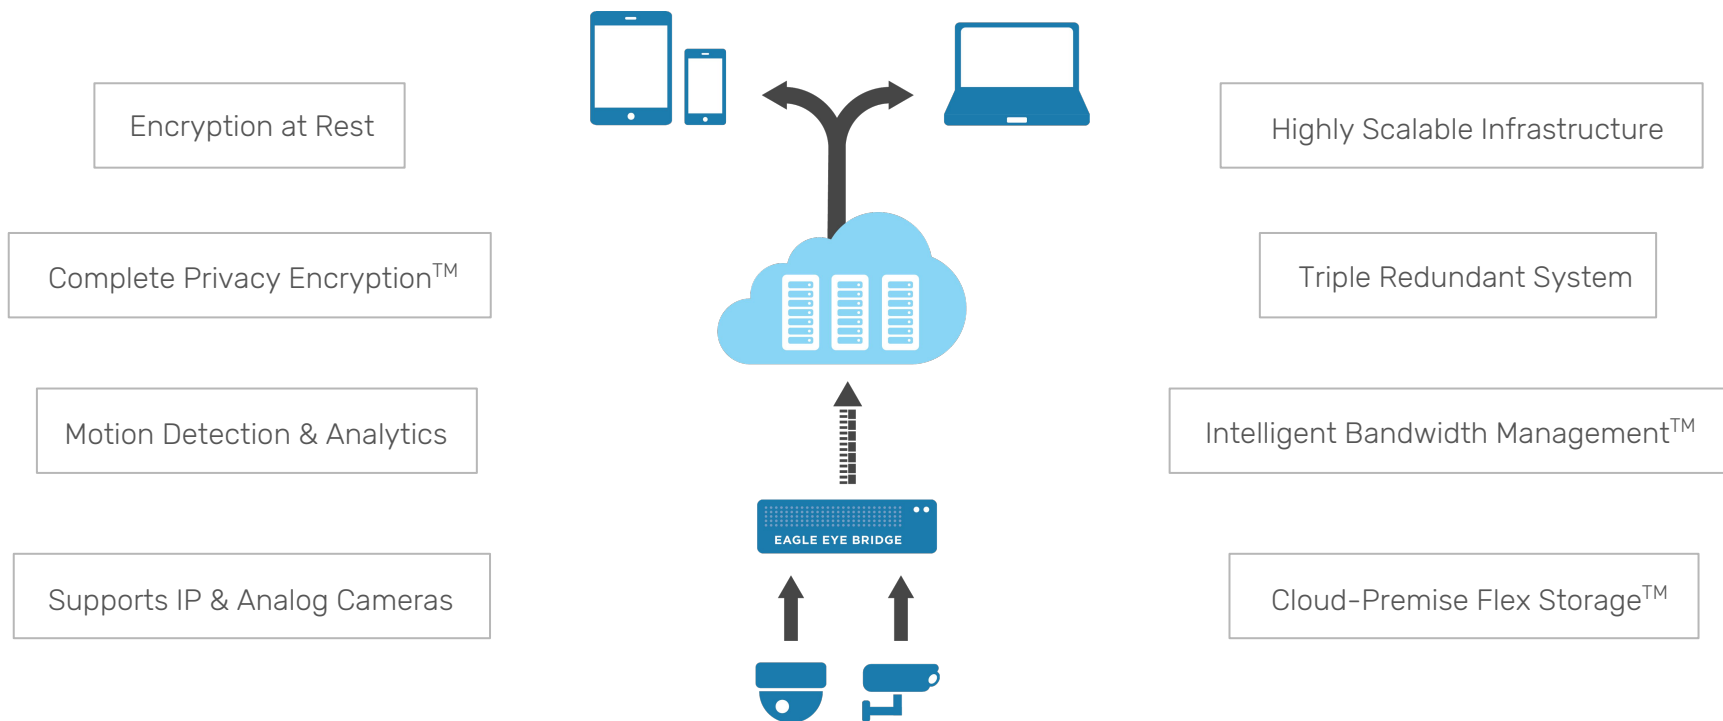 Encryption at Rest
Complete Privacy Encryption™
Motion Detection & Analytics
Supports IP & Analog Cameras
EAGLE EYE BRIDGE
Highly Scalable Infrastructure
Triple Redundant System
Intelligent Bandwidth Management™
Cloud-Premise Flex Storage™